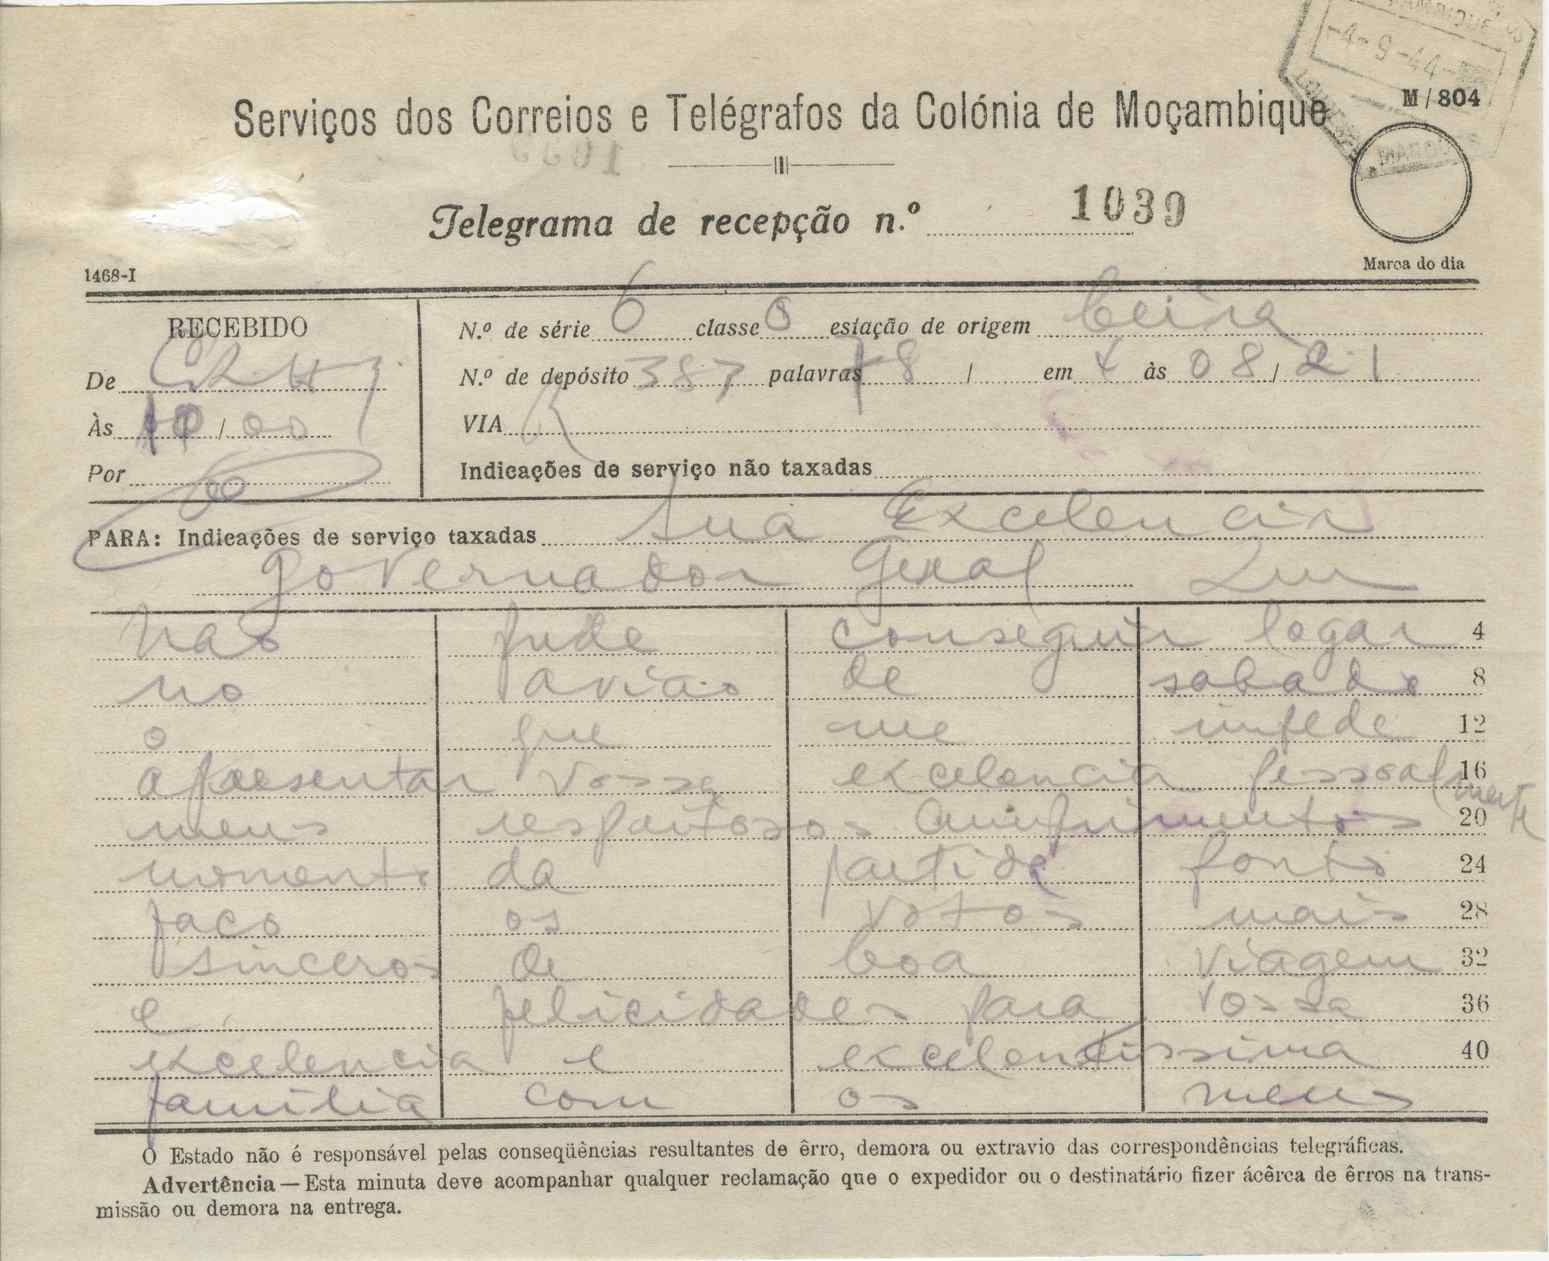 -4-9-44-
M/804
Serviços dos Correios e Telégrafos da Colónia de Moçambique
Telegrama de recepção n.º 1039
Marca do dia
1468-I
RECEBIDO
N.º de série 6 classe estação de origem Beira
De
N.º de depósito 387 palavras 78 / em 4 às 08/21
Às / 00
VIA
Por
Indicações de serviço não taxadas
PARA: Indicações de serviço taxadas Sua Excelencia
Governador Geral
Nao pude conseguir logar 4
no aviao de sabado 8
o que me impede 12
apresentar Vossa excelencia pessoalmente 16
meus respeitosos cumprimentos 20
momento da partida ponto 24
faço os votos mais 28
sinceros de boa viagem 32
e felicidades para Vossa 36
excelencia e excelentissima 40
familia com os meus
O Estado não é responsável pelas conseqüências resultantes de êrro, demora ou extravio das correspondências telegráficas.
Advertência — Esta minuta deve acompanhar qualquer reclamação que o expedidor ou o destinatário fizer ácêrca de êrros na trans-
missão ou demora na entrega.